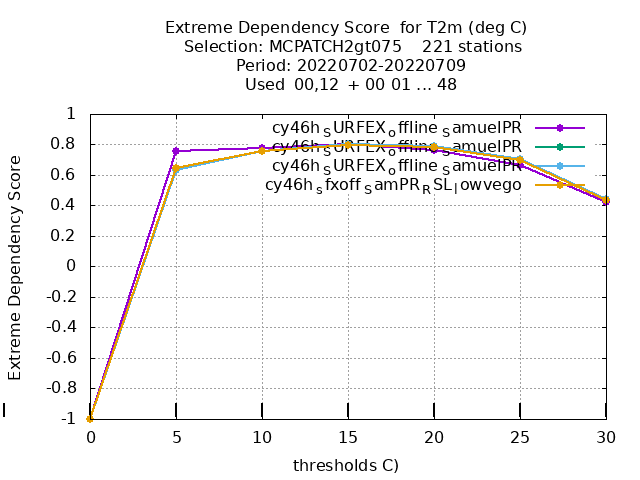 Extreme Dependency Score for T2m (deg C)
Selection: MCPATCH2gt075 221 stations
Period: 20220702-20220709
Used 00,12 + 00 01 ... 48
cy46h_SURFEX_offline_SamuelPR
cy46h_SURFEX_offline_SamuelPR
cy46h_SURFEX_offline_SamuelPR
cy46h_sfxoff_SamPR_RSL_lowvego
Extreme Dependency Score
1
0.8
0.6
0.4
0.2
0
-0.2
-0.4
-0.6
-0.8
-1
0 5 10 15 20 25 30
thresholds C)